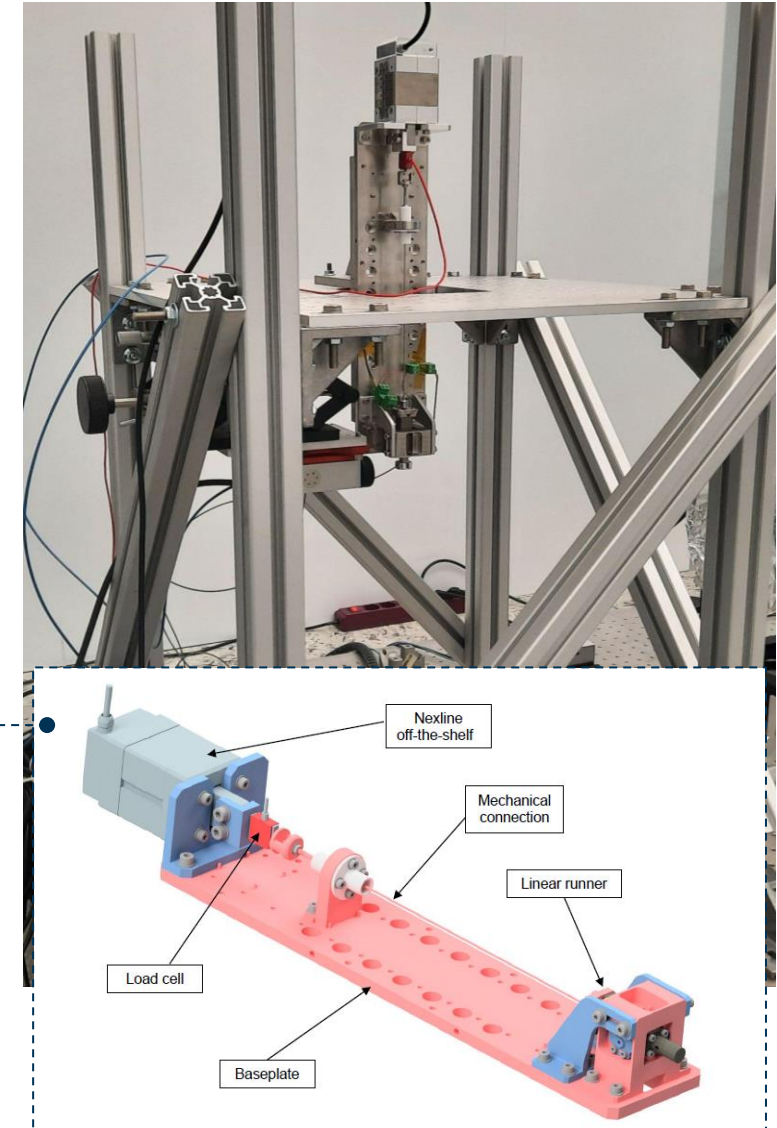 Nexline
off-the-shelf
Mechanical
connection
Linear runner
Load cell
Baseplate